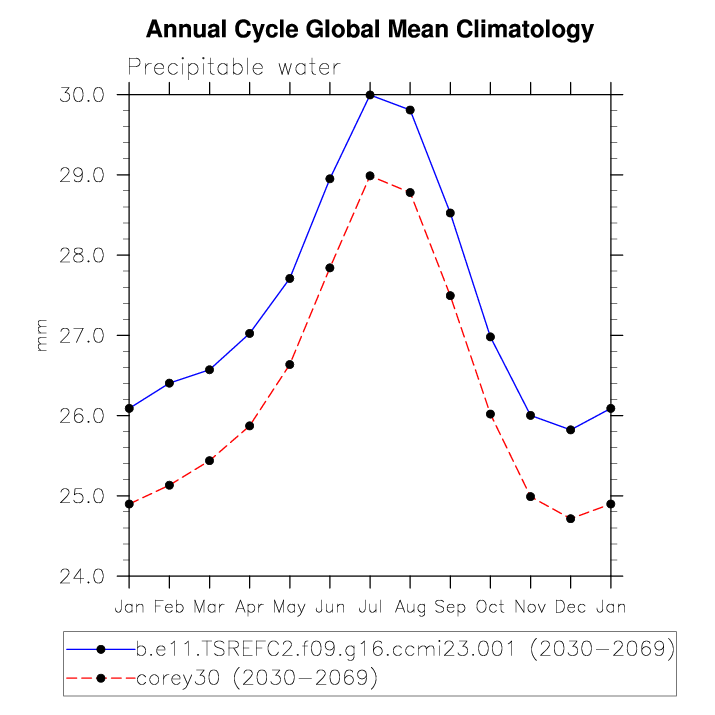 Annual Cycle Global Mean Climatology
Precipitable water
30.0
29.0
28.0
27.0
26.0
25.0
24.0
mm
Jan Feb Mar Apr May Jun Jul Aug Sep Oct Nov Dec Jan
b.e11.TSREFC2.f09.g16.ccmi23.001 (2030-2069)
corey30 (2030-2069)